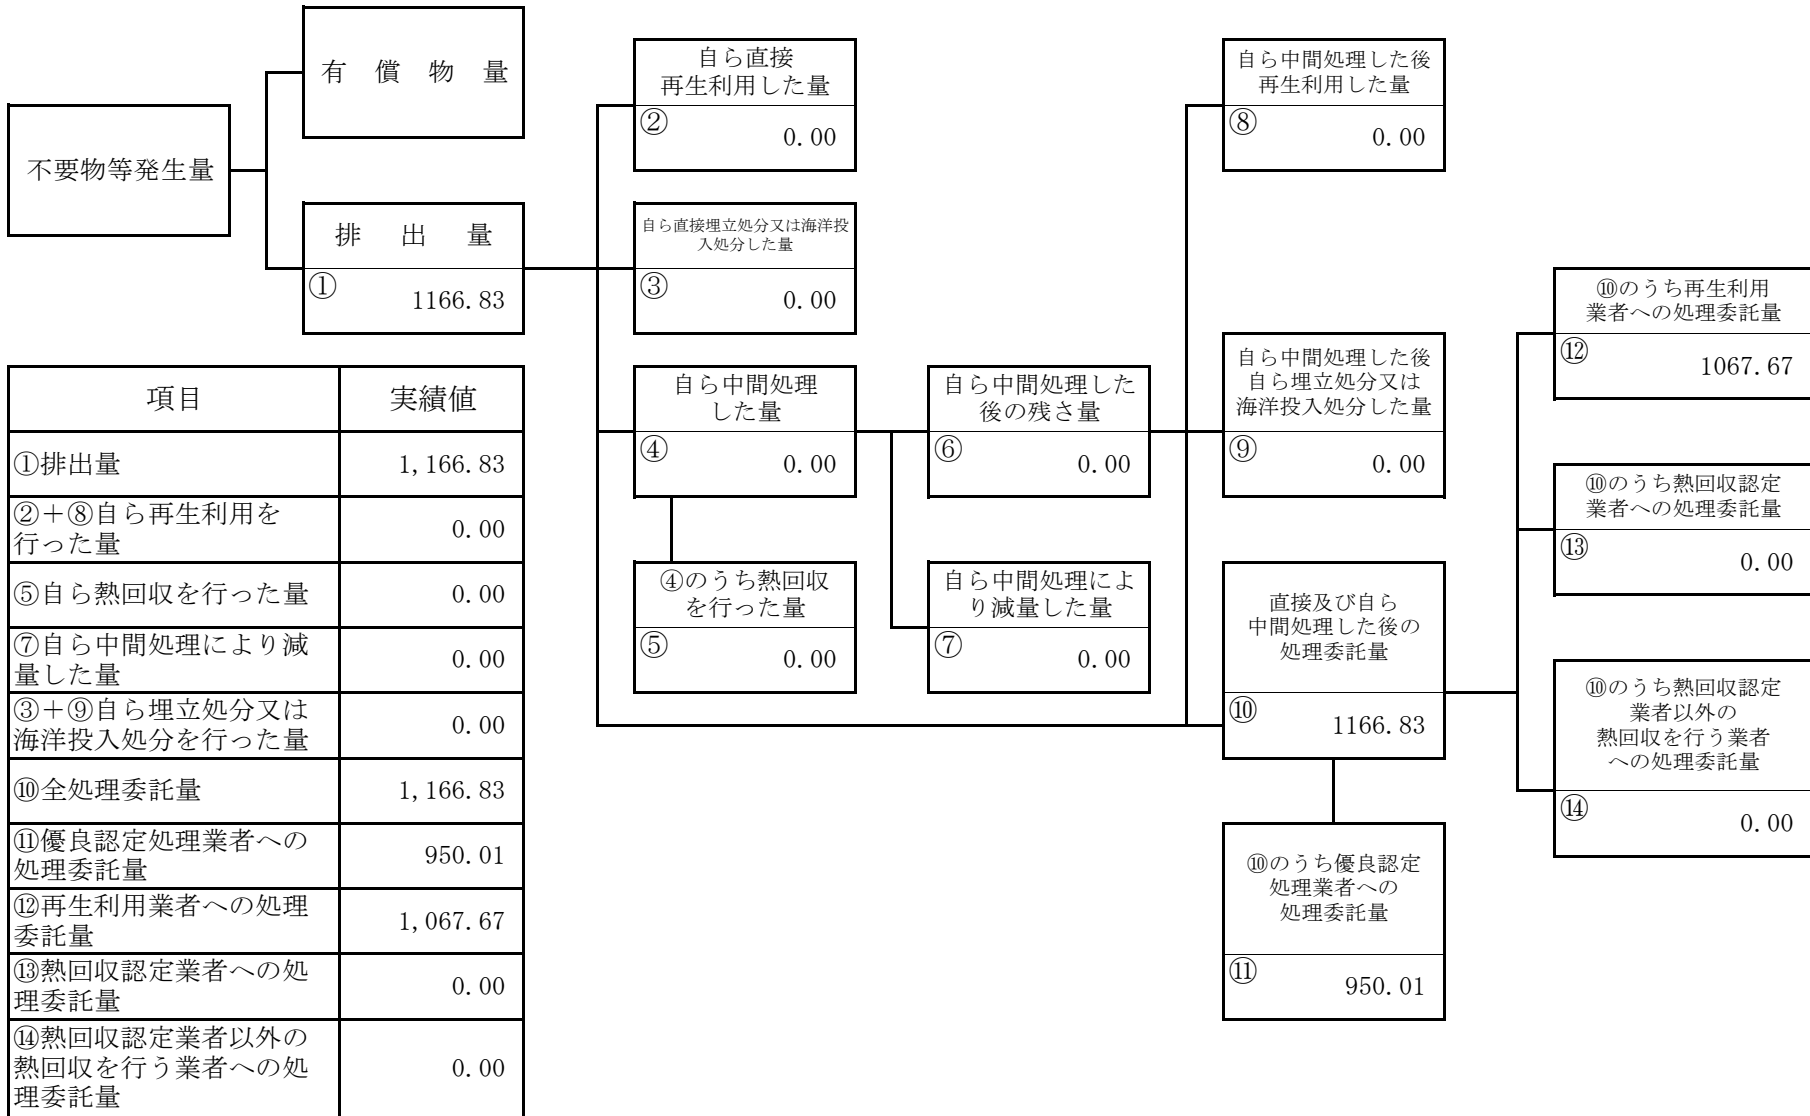 有償物量
不要物等発生量
排出量
①
1166.83
自ら直接
再生利用した量
②
0.00
自ら直接埋立処分又は海洋投
入処分した量
③
0.00
自ら中間処理
した量
④
0.00
④のうち熱回収
を行った量
⑤
0.00
自ら中間処理した
後の残さ量
⑥
0.00
自ら中間処理によ
り減量した量
⑦
0.00
自ら中間処理した後
再生利用した量
⑧
0.00
自ら中間処理した後
自ら埋立処分又は
海洋投入処分した量
⑨
0.00
直接及び自ら
中間処理した後の
処理委託量
⑩
1166.83
⑩のうち優良認定
処理業者への
処理委託量
⑪
950.01
⑩のうち再生利用
業者への処理委託量
⑫
1067.67
⑩のうち熱回収認定
業者への処理委託量
⑬
0.00
⑩のうち熱回収認定
業者以外の
熱回収を行う業者
への処理委託量
⑭
0.00
項目 実績値
①排出量 1,166.83
②＋⑧自ら再生利用を
行った量 0.00
⑤自ら熱回収を行った量 0.00
⑦自ら中間処理により減
量した量 0.00
③＋⑨自ら埋立処分又は
海洋投入処分を行った量 0.00
⑩全処理委託量 1,166.83
⑪優良認定処理業者への
処理委託量 950.01
⑫再生利用業者への処理
委託量 1,067.67
⑬熱回収認定業者への処
理委託量 0.00
⑭熱回収認定業者以外の
熱回収を行う業者への処
理委託量 0.00